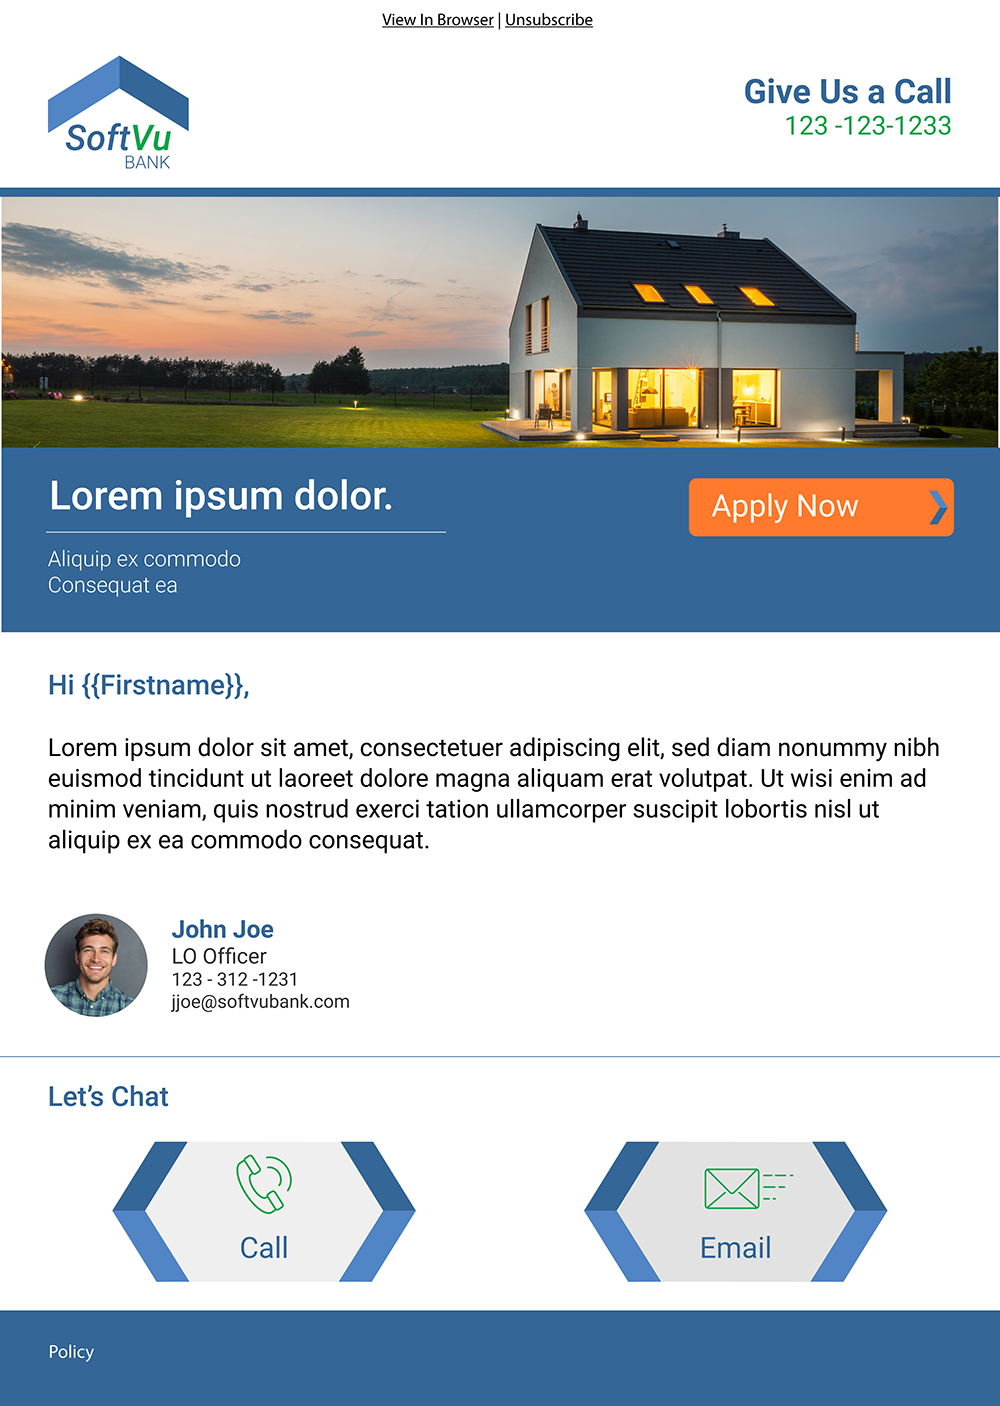 View In Browser | Unsubscribe
SoftVu
BANK
Give Us a Call
123 -123-1233
Lorem ipsum dolor.
Apply Now
Aliquip ex commodo
Consequat ea
Hi {{Firstname}},
Lorem ipsum dolor sit amet, consectetuer adipiscing elit, sed diam nonummy nibh
euismod tincidunt ut laoreet dolore magna aliquam erat volutpat. Ut wisi enim ad
minim veniam, quis nostrud exerci tation ullamcorper suscipit lobortis nisl ut
aliquip ex ea commodo consequat.
John Joe
LO Officer
123 - 312 -1231
jjoe@softvubank.com
Let’s Chat
Call
Email
Policy